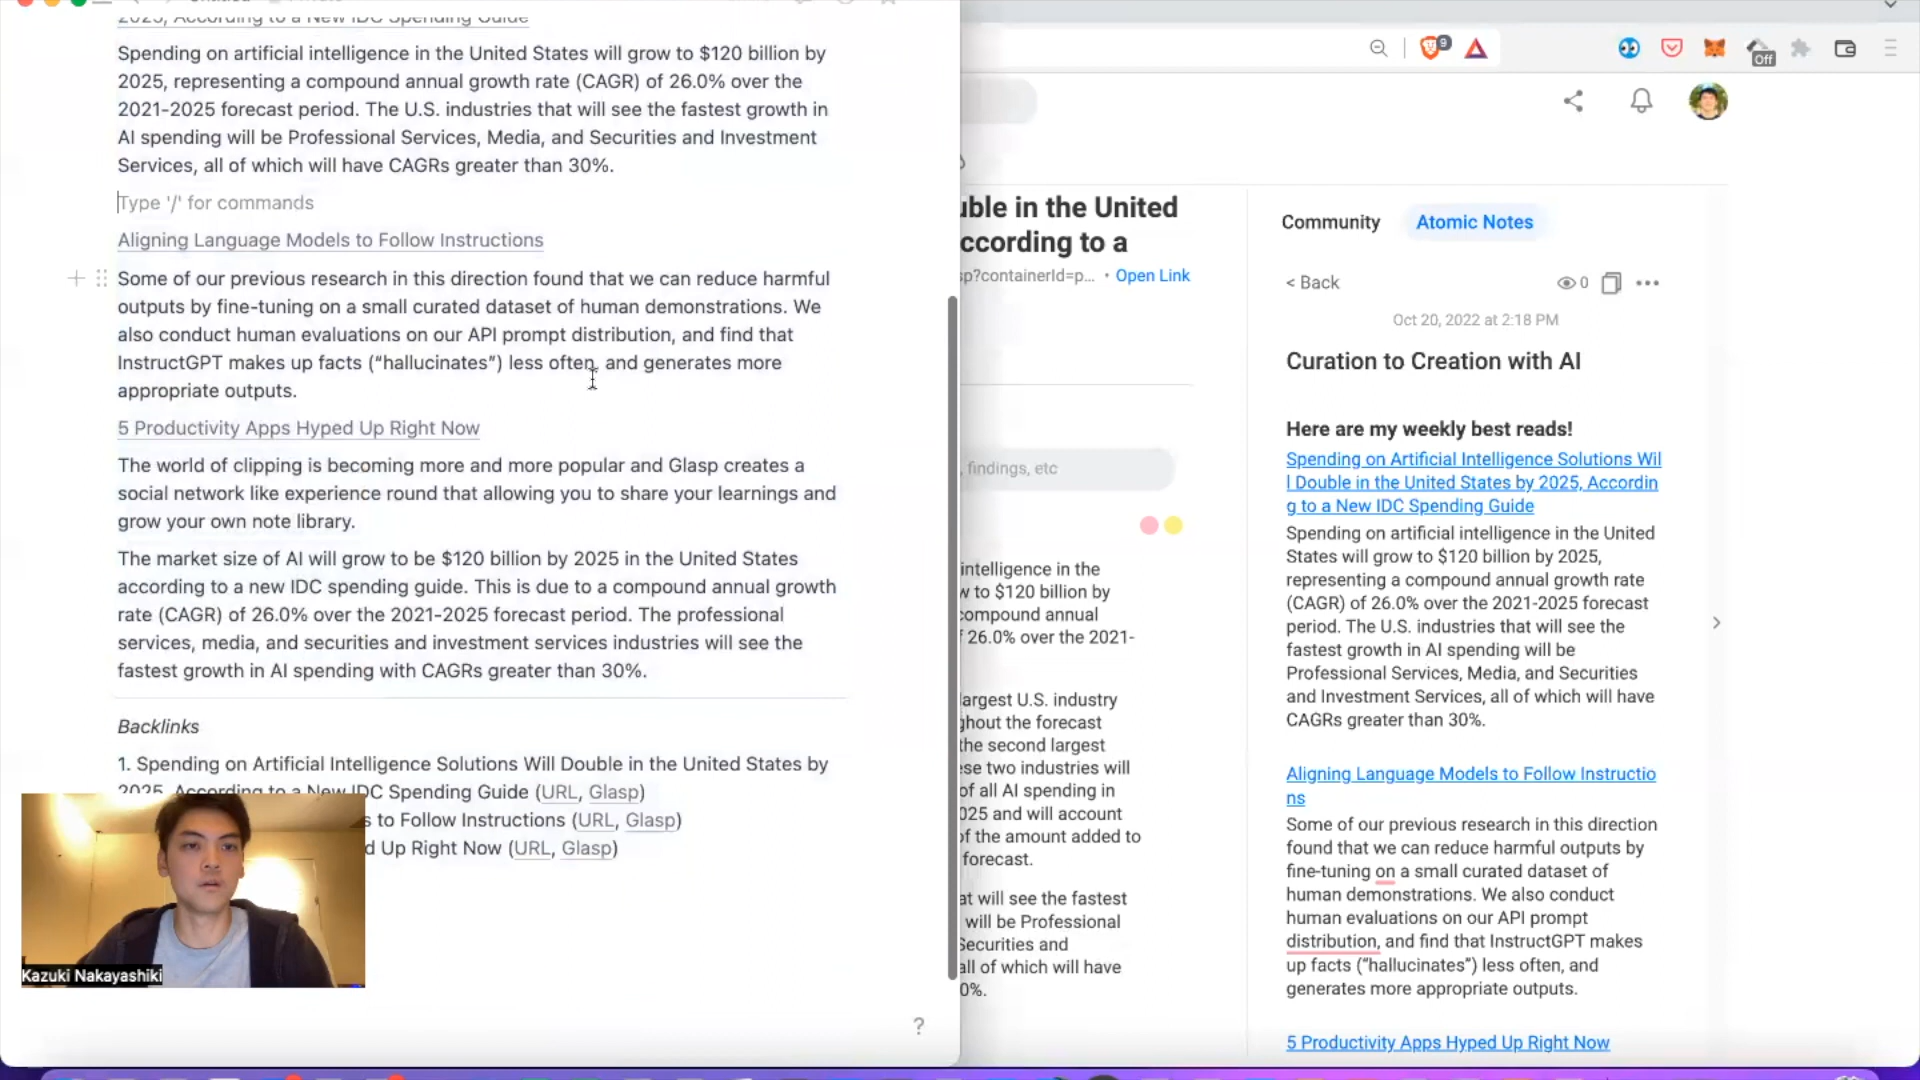 2025, According to a New IDC Spending Guide
Spending on artificial intelligence in the United States will grow to $120 billion by
2025, representing a compound annual growth rate (CAGR) of 26.0% over the
2021-2025 forecast period. The U.S. industries that will see the fastest growth in
AI spending will be Professional Services, Media, and Securities and Investment
Services, all of which will have CAGRs greater than 30%.
Type '/' for commands
Aligning Language Models to Follow Instructions
Some of our previous research in this direction found that we can reduce harmful
outputs by fine-tuning on a small curated dataset of human demonstrations. We
also conduct human evaluations on our API prompt distribution, and find that
InstructGPT makes up facts (“hallucinates”) less often, and generates more
appropriate outputs.
5 Productivity Apps Hyped Up Right Now
The world of clipping is becoming more and more popular and Glasp creates a
social network like experience round that allowing you to share your learnings and
grow your own note library.
The market size of AI will grow to be $120 billion by 2025 in the United States
according to a new IDC spending guide. This is due to a compound annual growth
rate (CAGR) of 26.0% over the 2021-2025 forecast period. The professional
services, media, and securities and investment services industries will see the
fastest growth in AI spending with CAGRs greater than 30%.
Backlinks
1. Spending on Artificial Intelligence Solutions Will Double in the United States by
2025, According to a New IDC Spending Guide (URL, Glasp)
s to Follow Instructions (URL, Glasp)
d Up Right Now (URL, Glasp)
Kazuki Nakayashiki
?
9
Off
uble in the United
ccording to a
sp?containerId=p... • Open Link
, findings, etc
intelligence in the
w to $120 billion by
compound annual
f 26.0% over the 2021-
largest U.S. industry
ghout the forecast
the second largest
ese two industries will
of all AI spending in
025 and will account
of the amount added to
forecast.
at will see the fastest
will be Professional
Securities and
all of which will have
0%.
Community
Atomic Notes
< Back
0
Oct 20, 2022 at 2:18 PM
Curation to Creation with AI
Here are my weekly best reads!
Spending on Artificial Intelligence Solutions Wil
l Double in the United States by 2025, Accordin
g to a New IDC Spending Guide
Spending on artificial intelligence in the United
States will grow to $120 billion by 2025,
representing a compound annual growth rate
(CAGR) of 26.0% over the 2021-2025 forecast
period. The U.S. industries that will see the
fastest growth in AI spending will be
Professional Services, Media, and Securities
and Investment Services, all of which will have
CAGRs greater than 30%.
Aligning Language Models to Follow Instructio
ns
Some of our previous research in this direction
found that we can reduce harmful outputs by
fine-tuning on a small curated dataset of
human demonstrations. We also conduct
human evaluations on our API prompt
distribution, and find that InstructGPT makes
up facts (“hallucinates”) less often, and
generates more appropriate outputs.
5 Productivity Apps Hyped Up Right Now